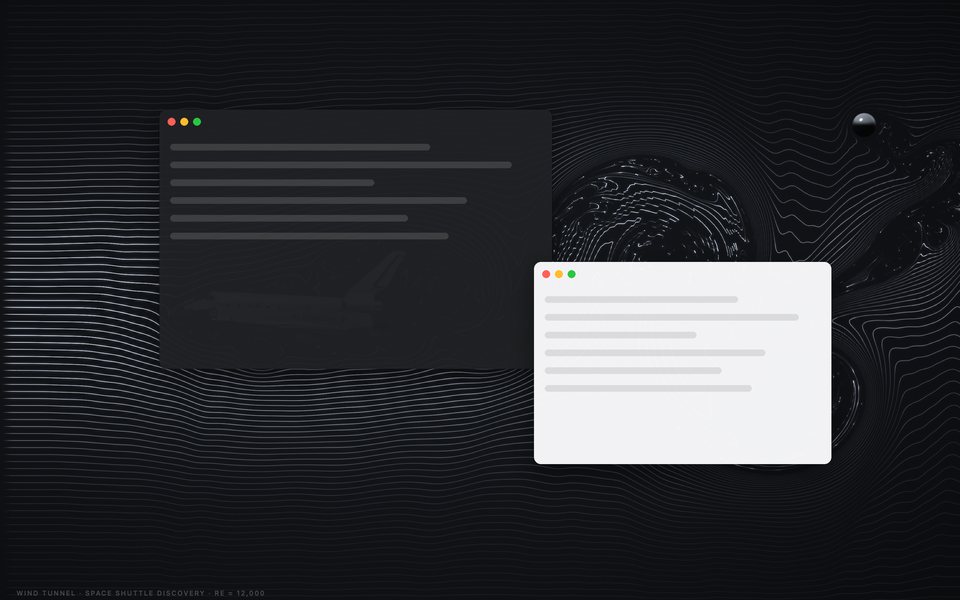 WIND TUNNEL · SPACE SHUTTLE DISCOVERY · RE = 12,000